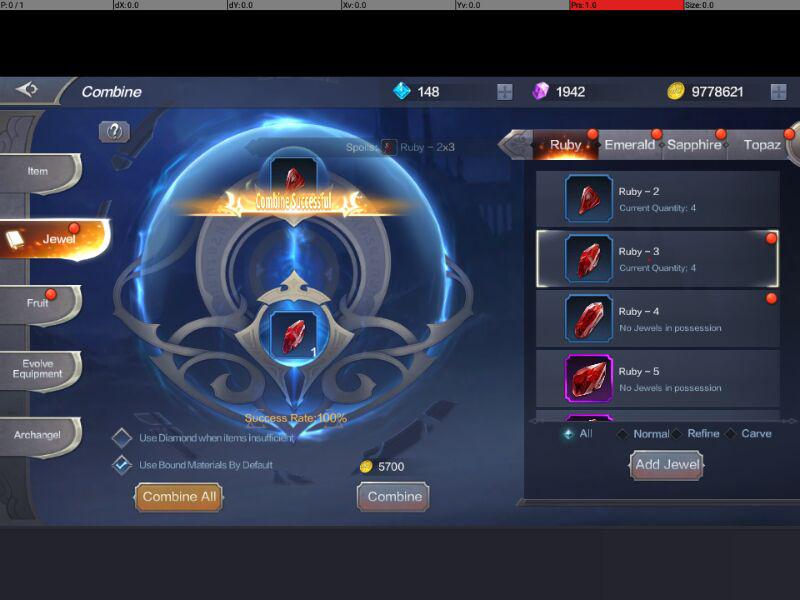 P: 0 / 1
dX: 0.0
dY: 0.0
Xv: 0.0
Yv: 0.0
Prs: 1.0
Size: 0.0
Combine
148
1942
9778621
Item
Jewel
Fruit
Evolve
Equipment
Archangel
Spoils:
Ruby – 2x3
Combine Successful
1
Success Rate:100%
Use Diamond when items insufficient
Use Bound Materials By Default
5700
Combine All
Combine
Ruby
Emerald
Sapphire
Topaz
Ruby – 2
Current Quantity: 4
Ruby – 3
Current Quantity: 4
Ruby – 4
No Jewels in possession
Ruby – 5
No Jewels in possession
All
Normal
Refine
Carve
Add Jewel